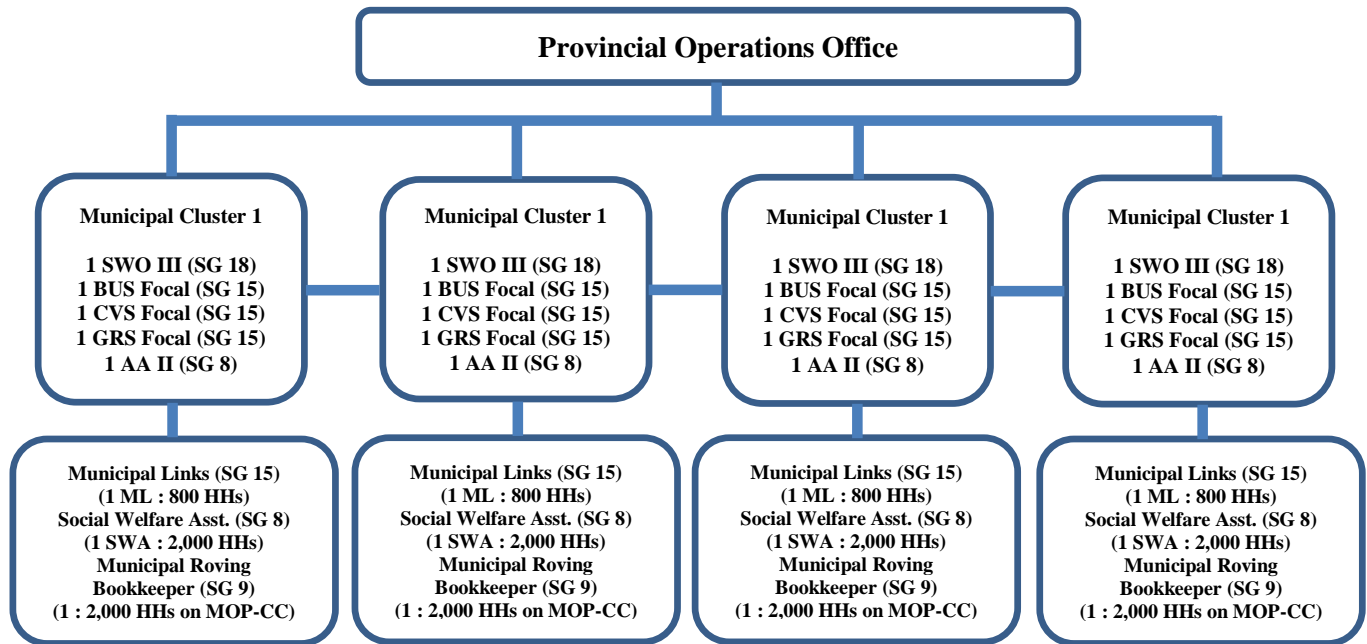 Provincial Operations Office
Municipal Cluster 1
1 SWO III (SG 18)
1 BUS Focal (SG 15)
1 CVS Focal (SG 15)
1 GRS Focal (SG 15)
1 AA II (SG 8)
Municipal Cluster 1
1 SWO III (SG 18)
1 BUS Focal (SG 15)
1 CVS Focal (SG 15)
1 GRS Focal (SG 15)
1 AA II (SG 8)
Municipal Cluster 1
1 SWO III (SG 18)
1 BUS Focal (SG 15)
1 CVS Focal (SG 15)
1 GRS Focal (SG 15)
1 AA II (SG 8)
Municipal Cluster 1
1 SWO III (SG 18)
1 BUS Focal (SG 15)
1 CVS Focal (SG 15)
1 GRS Focal (SG 15)
1 AA II (SG 8)
Municipal Links (SG 15)
(1 ML : 800 HHs)
Social Welfare Asst. (SG 8)
(1 SWA : 2,000 HHs)
Municipal Roving
Bookkeeper (SG 9)
(1 : 2,000 HHs on MOP-CC)
Municipal Links (SG 15)
(1 ML : 800 HHs)
Social Welfare Asst. (SG 8)
(1 SWA : 2,000 HHs)
Municipal Roving
Bookkeeper (SG 9)
(1 : 2,000 HHs on MOP-CC)
Municipal Links (SG 15)
(1 ML : 800 HHs)
Social Welfare Asst. (SG 8)
(1 SWA : 2,000 HHs)
Municipal Roving
Bookkeeper (SG 9)
(1 : 2,000 HHs on MOP-CC)
Municipal Links (SG 15)
(1 ML : 800 HHs)
Social Welfare Asst. (SG 8)
(1 SWA : 2,000 HHs)
Municipal Roving
Bookkeeper (SG 9)
(1 : 2,000 HHs on MOP-CC)